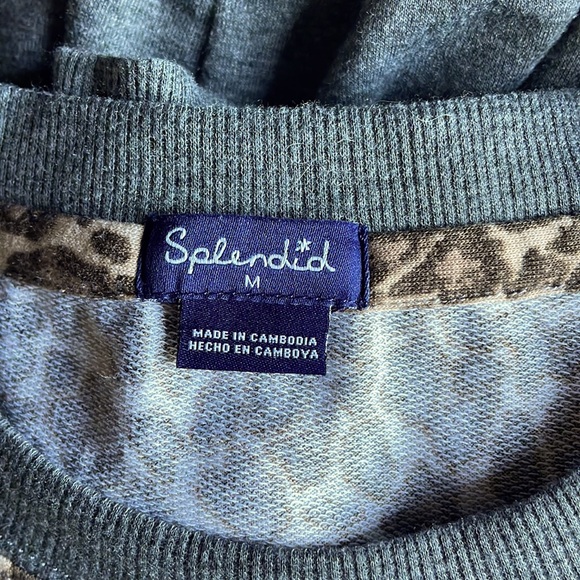 Splendid
M
MADE IN CAMBODIA
HECHO EN CAMBOYA